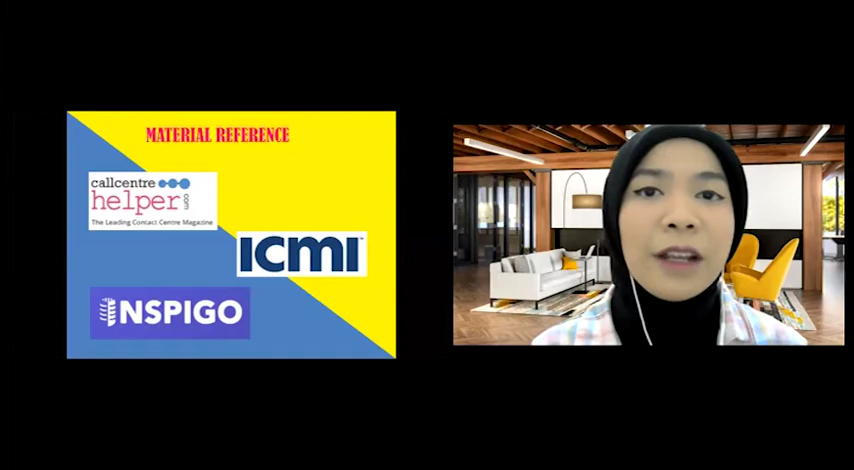 MATERIAL REFERENCE
callcentre
helper.com
The Leading Contact Centre Magazine
ICMI
INSPIGO